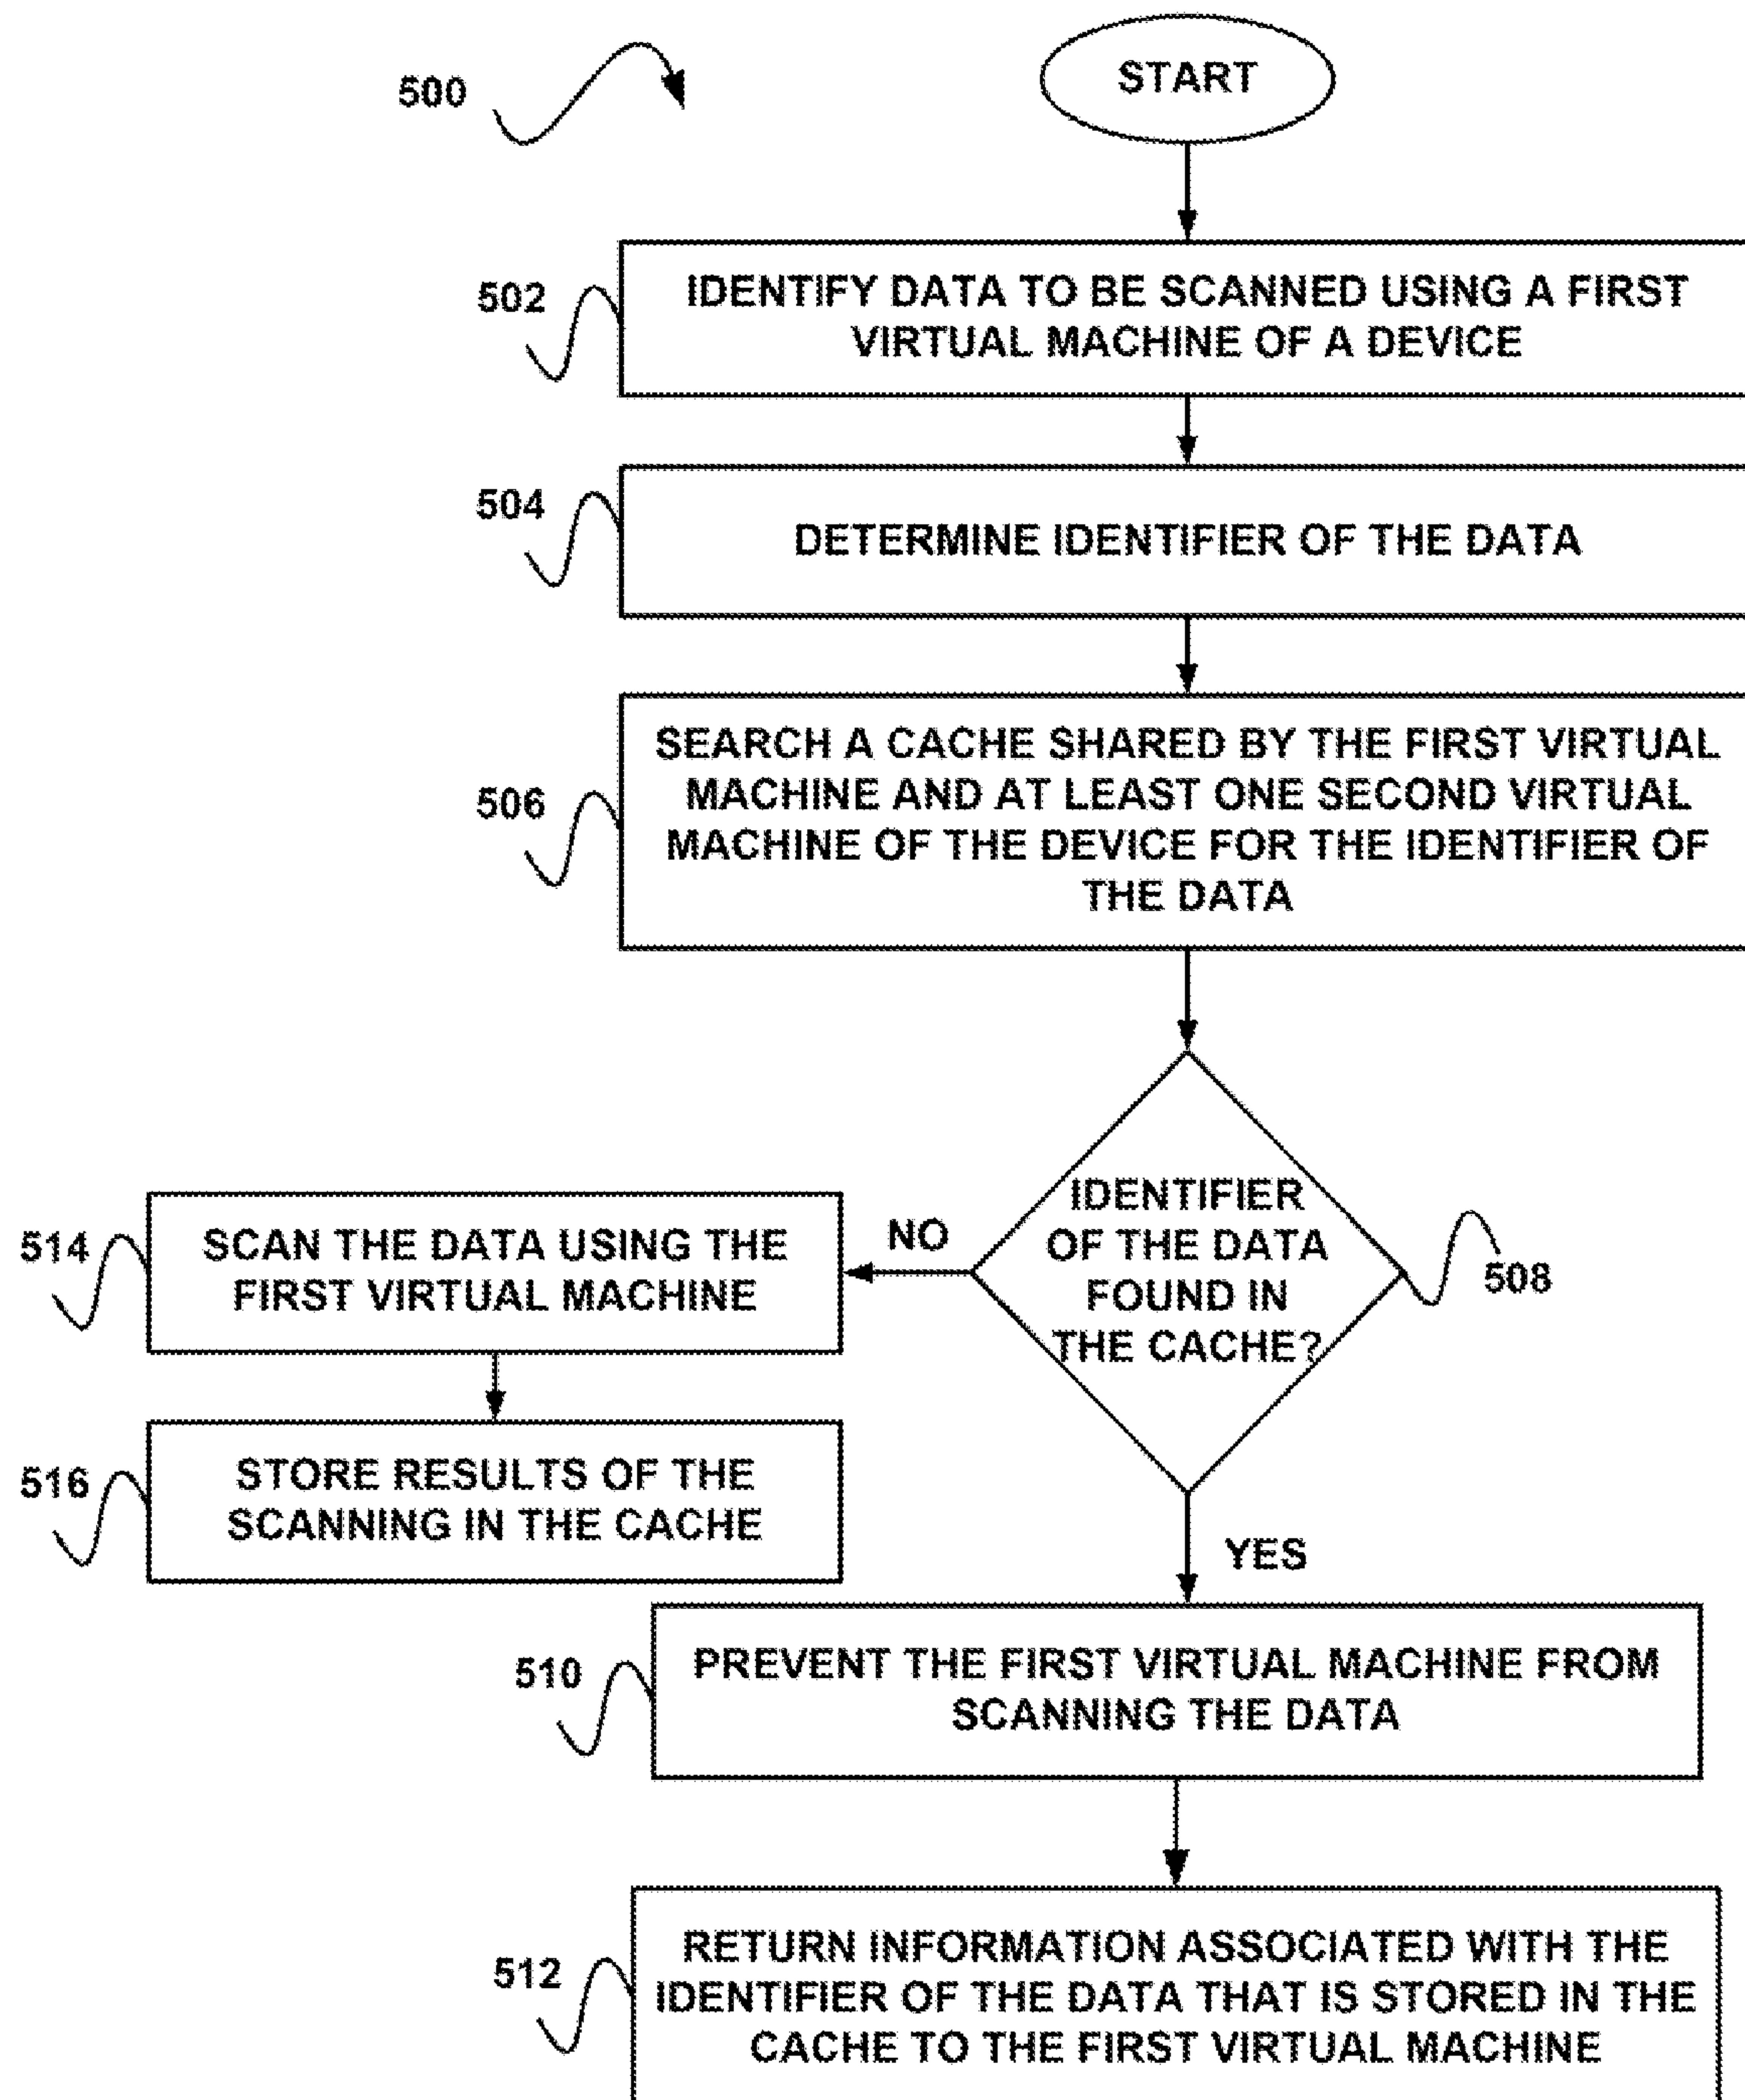 500
START
502
IDENTIFY DATA TO BE SCANNED USING A FIRST
VIRTUAL MACHINE OF A DEVICE
504
DETERMINE IDENTIFIER OF THE DATA
506
SEARCH A CACHE SHARED BY THE FIRST VIRTUAL
MACHINE AND AT LEAST ONE SECOND VIRTUAL
MACHINE OF THE DEVICE FOR THE IDENTIFIER OF
THE DATA
IDENTIFIER
OF THE DATA
FOUND IN
THE CACHE?
508
NO
514
SCAN THE DATA USING THE
FIRST VIRTUAL MACHINE
516
STORE RESULTS OF THE
SCANNING IN THE CACHE
YES
510
PREVENT THE FIRST VIRTUAL MACHINE FROM
SCANNING THE DATA
512
RETURN INFORMATION ASSOCIATED WITH THE
IDENTIFIER OF THE DATA THAT IS STORED IN THE
CACHE TO THE FIRST VIRTUAL MACHINE